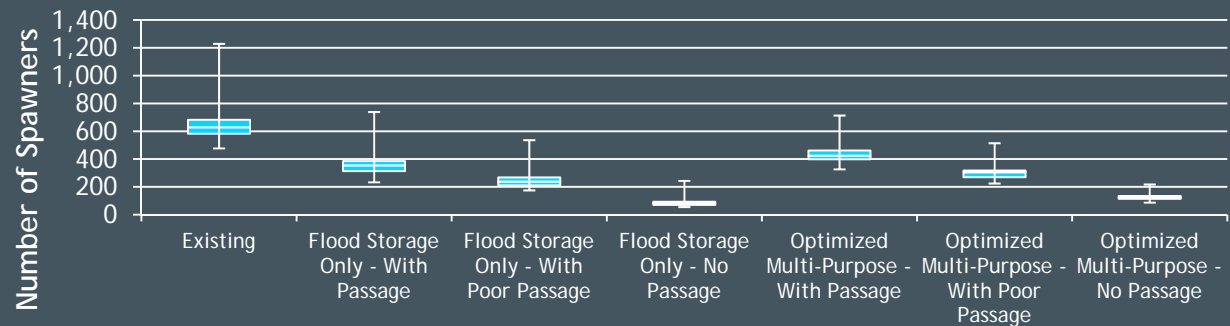 Number of Spawners
1,400
1,200
1,000
800
600
400
200
0
Existing
Flood Storage
Only - With
Passage
Flood Storage
Only - With
Poor Passage
Flood Storage
Only - No
Passage
Optimized
Multi-Purpose -
With Passage
Optimized
Multi-Purpose -
With Poor
Passage
Optimized
Multi-Purpose -
No Passage